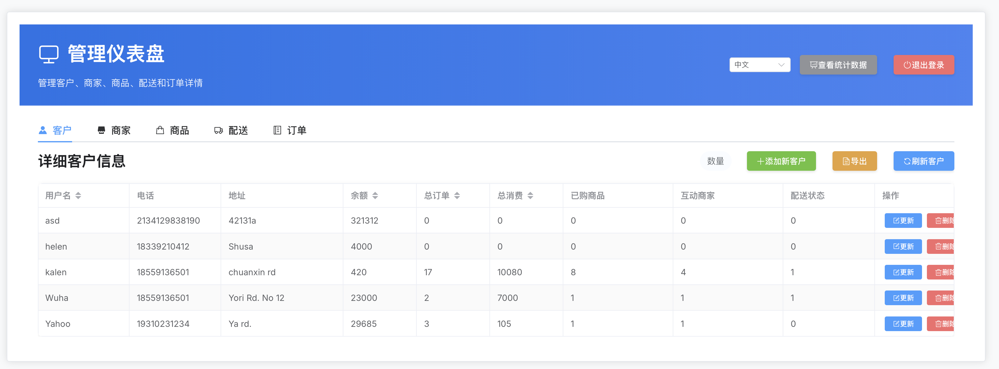 管理仪表盘
管理客户、商家、商品、配送和订单详情
中文 查看统计数据 退出登录
客户 商家 商品 配送 订单
详细客户信息 数量 添加新客户 导出 刷新客户
用户名 电话 地址 余额 总订单 总消费 已购商品 互动商家 配送状态 操作
asd 2134129838190 42131a 321312 0 0 0 0 0 更新 删除
helen 18339210412 Shusa 4000 0 0 0 0 0 更新 删除
kalen 18559136501 chuanxin rd 420 17 10080 8 4 1 更新 删除
Wuha 18559136501 Yori Rd. No 12 23000 2 7000 1 1 1 更新 删除
Yahoo 19310231234 Ya rd. 29685 3 105 1 1 0 更新 删除